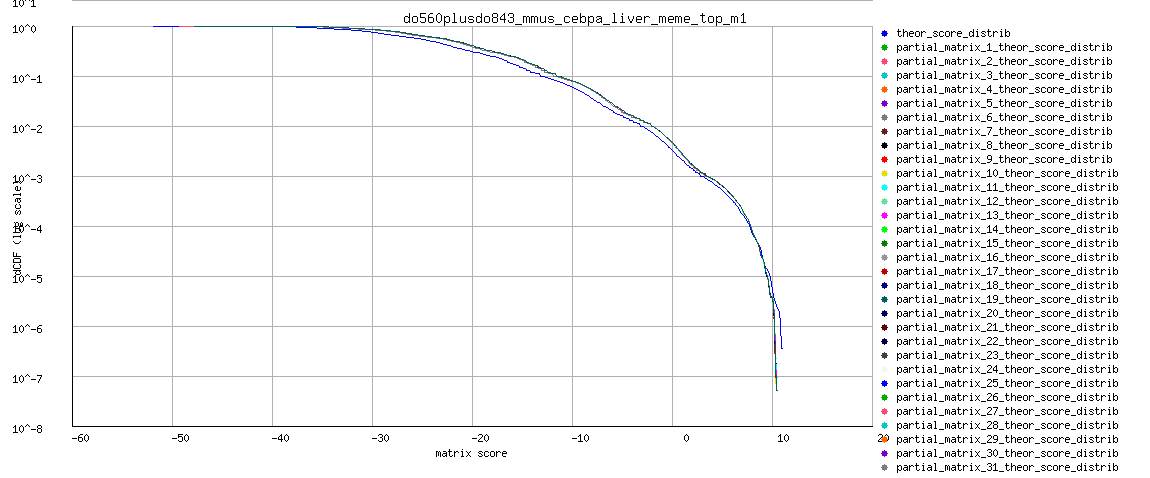 10^1
do560plusdo843_mmus_cebpa_liver_meme_top_m1
10^0
10^-1
10^-2
10^-3
10^-4
10^-5
10^-6
10^-7
10^-8
dCDF (log scale)
-60 -50 -40 -30 -20 -10 0 10 20
matrix score
theor_score_distrib
partial_matrix_1_theor_score_distrib
partial_matrix_2_theor_score_distrib
partial_matrix_3_theor_score_distrib
partial_matrix_4_theor_score_distrib
partial_matrix_5_theor_score_distrib
partial_matrix_6_theor_score_distrib
partial_matrix_7_theor_score_distrib
partial_matrix_8_theor_score_distrib
partial_matrix_9_theor_score_distrib
partial_matrix_10_theor_score_distrib
partial_matrix_11_theor_score_distrib
partial_matrix_12_theor_score_distrib
partial_matrix_13_theor_score_distrib
partial_matrix_14_theor_score_distrib
partial_matrix_15_theor_score_distrib
partial_matrix_16_theor_score_distrib
partial_matrix_17_theor_score_distrib
partial_matrix_18_theor_score_distrib
partial_matrix_19_theor_score_distrib
partial_matrix_20_theor_score_distrib
partial_matrix_21_theor_score_distrib
partial_matrix_22_theor_score_distrib
partial_matrix_23_theor_score_distrib
partial_matrix_24_theor_score_distrib
partial_matrix_25_theor_score_distrib
partial_matrix_26_theor_score_distrib
partial_matrix_27_theor_score_distrib
partial_matrix_28_theor_score_distrib
partial_matrix_29_theor_score_distrib
partial_matrix_30_theor_score_distrib
partial_matrix_31_theor_score_distrib